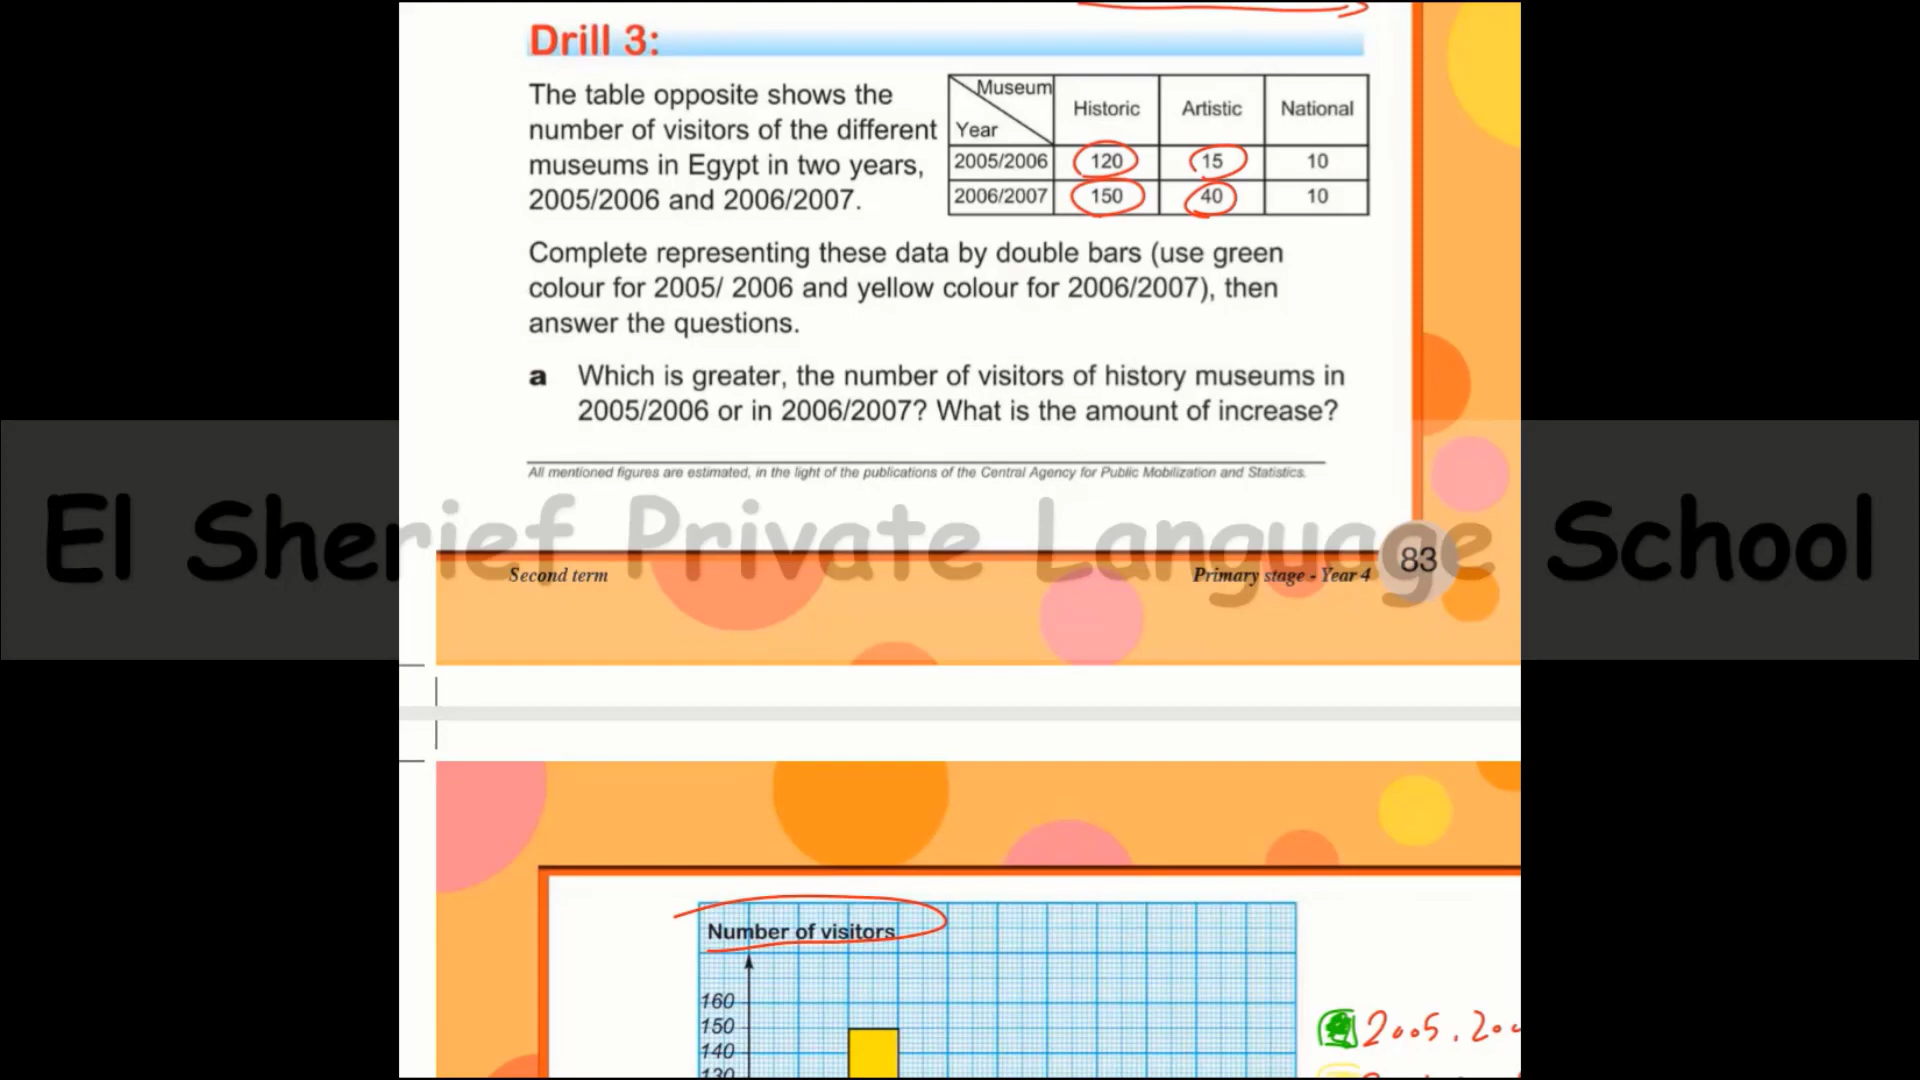 Drill 3:
The table opposite shows the
number of visitors of the different
museums in Egypt in two years,
2005/2006 and 2006/2007.
Museum
Year
Historic
Artistic
National
2005/2006 120 15 10
2006/2007 150 40 10
Complete representing these data by double bars (use green
colour for 2005/ 2006 and yellow colour for 2006/2007), then
answer the questions.
a Which is greater, the number of visitors of history museums in
2005/2006 or in 2006/2007? What is the amount of increase?
All mentioned figures are estimated, in the light of the publications of the Central Agency for Public Mobilization and Statistics.
El Sherief Private Language School
Second term
Primary stage - Year 4
83
Number of visitors
160
150
140
130
2005.200